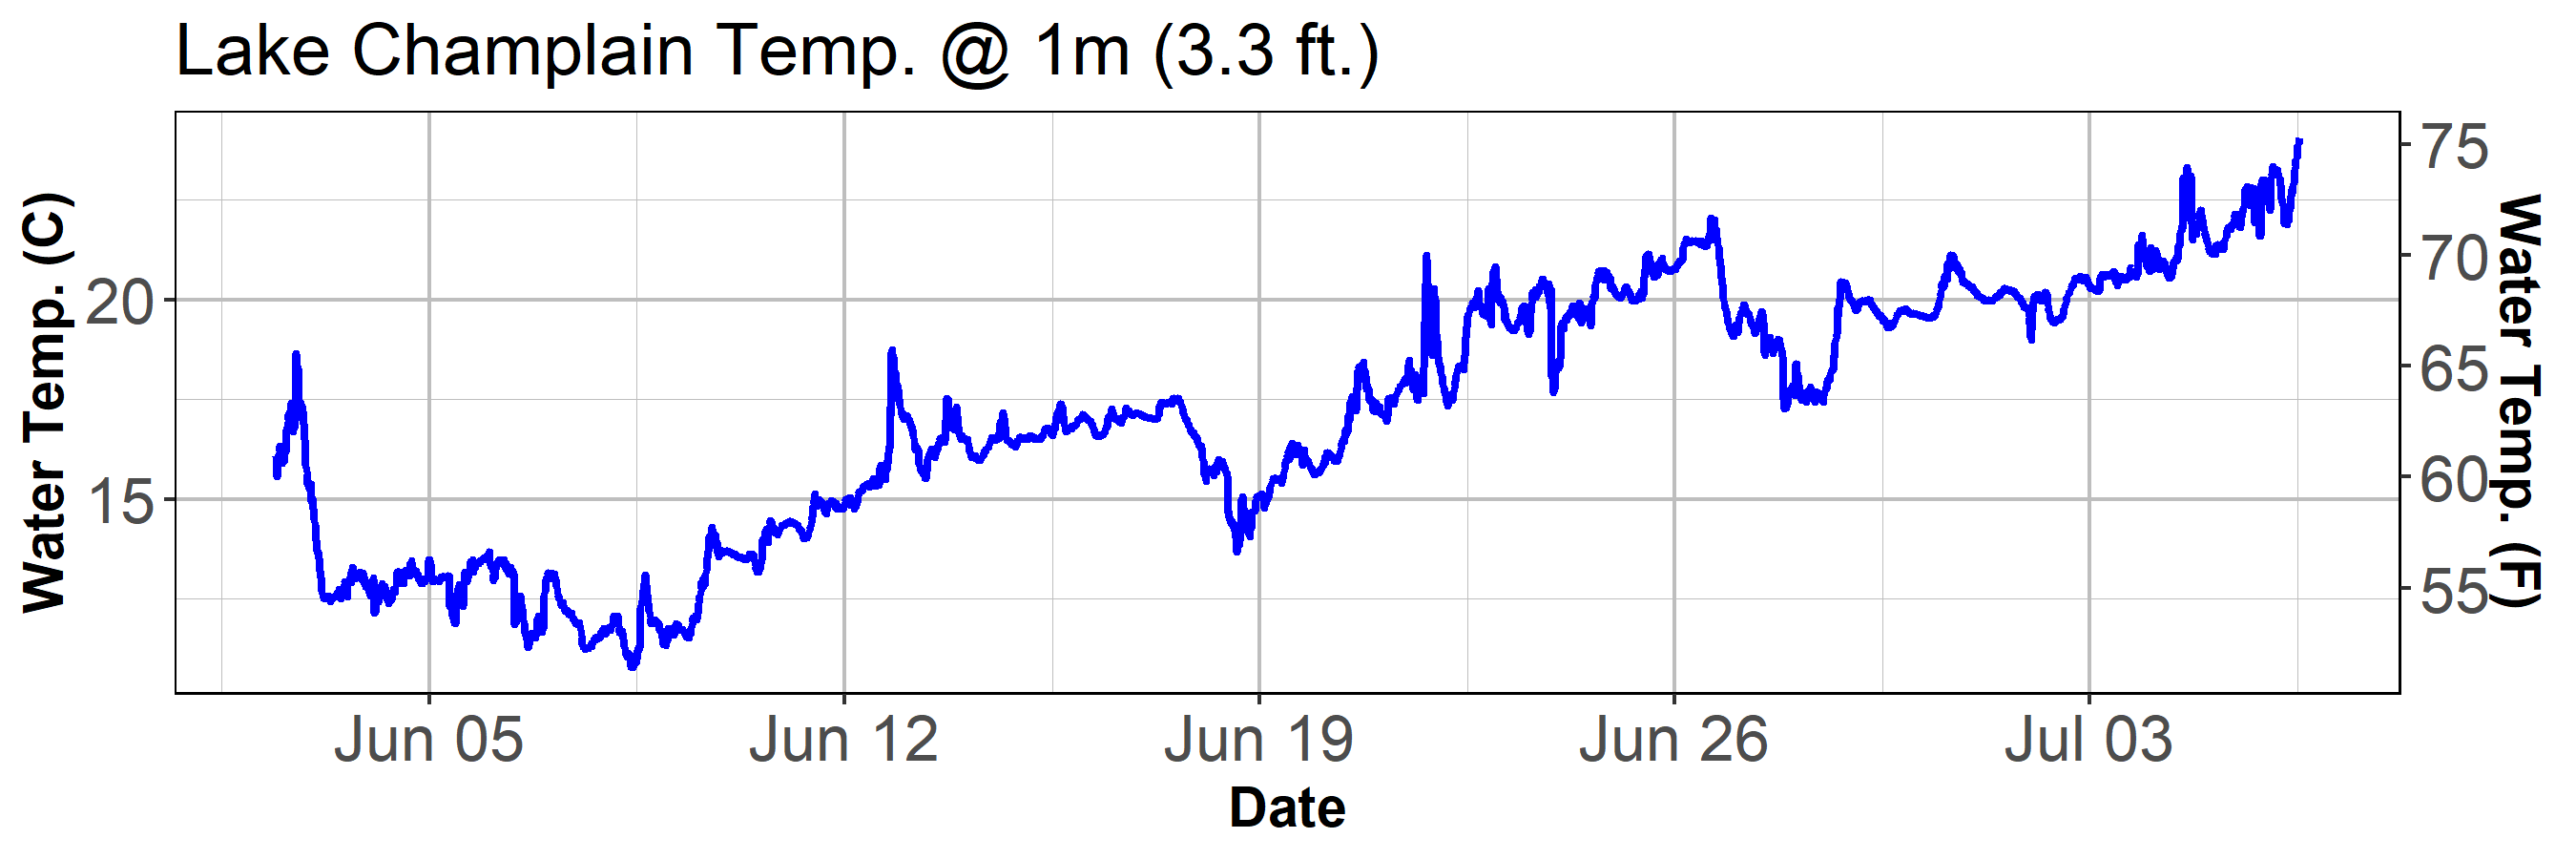 Lake Champlain Temp. @ 1m (3.3 ft.)
Water Temp. (C)
20
15
75
70
65
60
55
Water Temp. (F)
Jun 05
Jun 12
Jun 19
Jun 26
Jul 03
Date